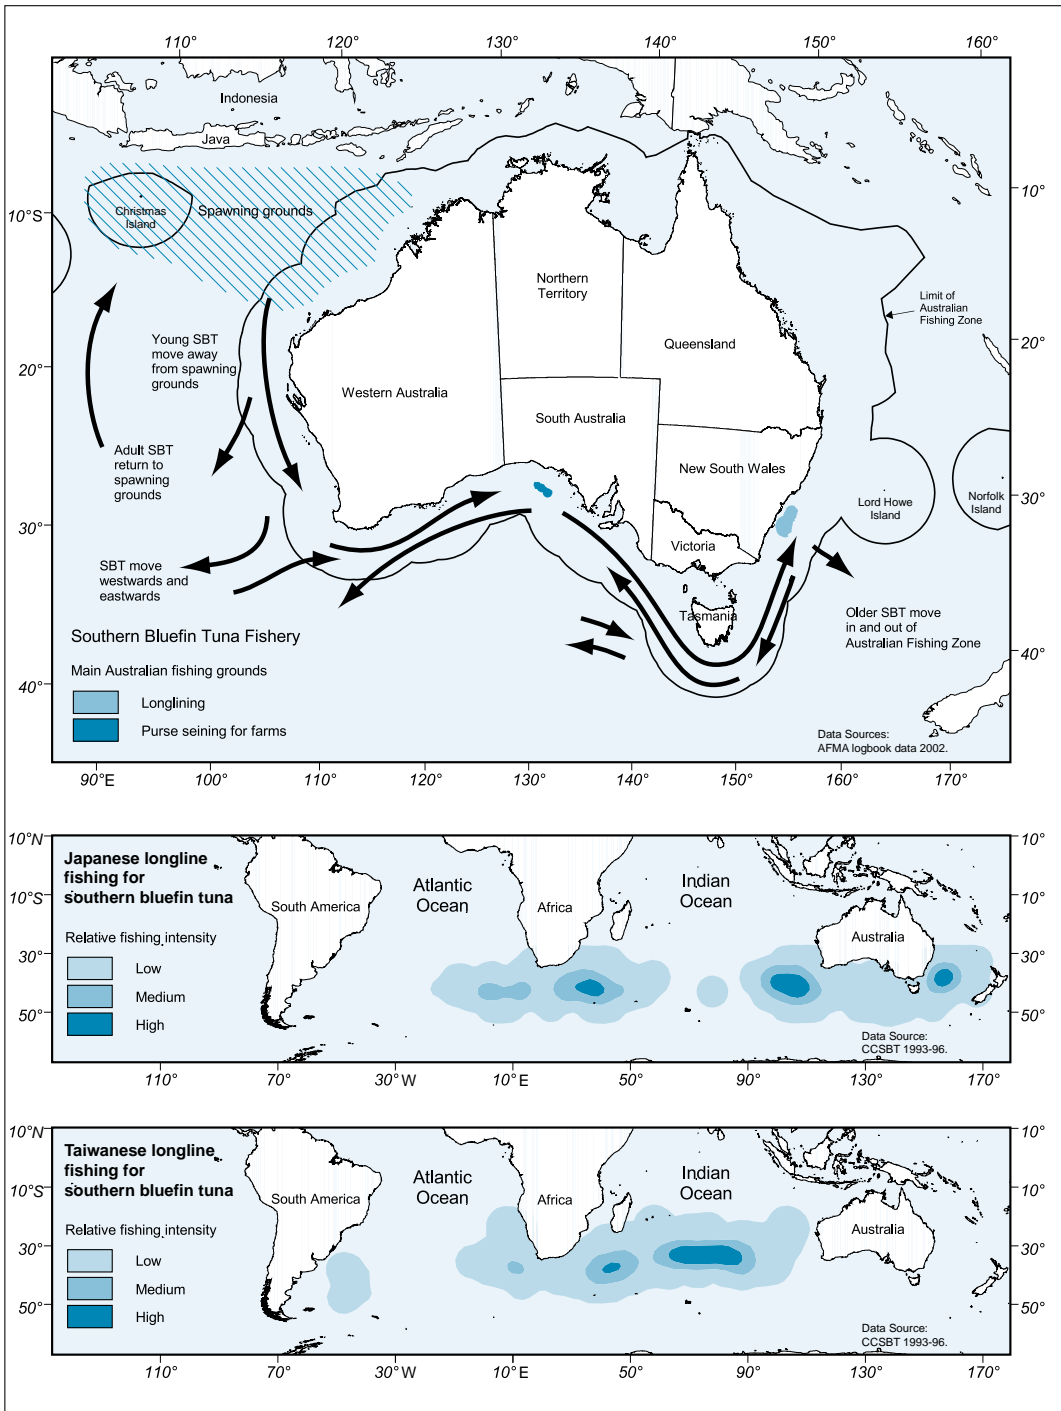 110° 120° 130° 140° 150° 160°
Indonesia
Java
10°S
10°
Christmas
Island
Spawning grounds
Northern
Territory
Limit of
Australian
Fishing Zone
Young SBT
move away
from spawning
grounds
20°
20°
Queensland
Western Australia
South Australia
Adult SBT
return to
spawning
grounds
New South Wales
30°
30°
Lord Howe
Island
Norfolk
Island
Victoria
SBT move
westwards and
eastwards
Tasmania
Older SBT move
in and out of
Australian Fishing Zone
Southern Bluefin Tuna Fishery
40°
40°
Main Australian fishing grounds
Longlining
Purse seining for farms
Data Sources:
AFMA logbook data 2002.
90°E 100° 110° 120° 130° 140° 150° 160° 170°
10°N
10°
Japanese longline
fishing for
southern bluefin tuna
Atlantic
Ocean
Indian
Ocean
10°S
10°
South America
Africa
Australia
Relative fishing intensity
30°
30°
Low
Medium
High
50°
50°
Data Source:
CCSBT 1993-96.
110° 70° 30°W 10°E 50° 90° 130° 170°
10°N
10°
Taiwanese longline
fishing for
southern bluefin tuna
Atlantic
Ocean
Indian
Ocean
10°S
10°
South America
Africa
Australia
Relative fishing intensity
30°
30°
Low
Medium
High
50°
50°
Data Source:
CCSBT 1993-96.
110° 70° 30°W 10°E 50° 90° 130° 170°